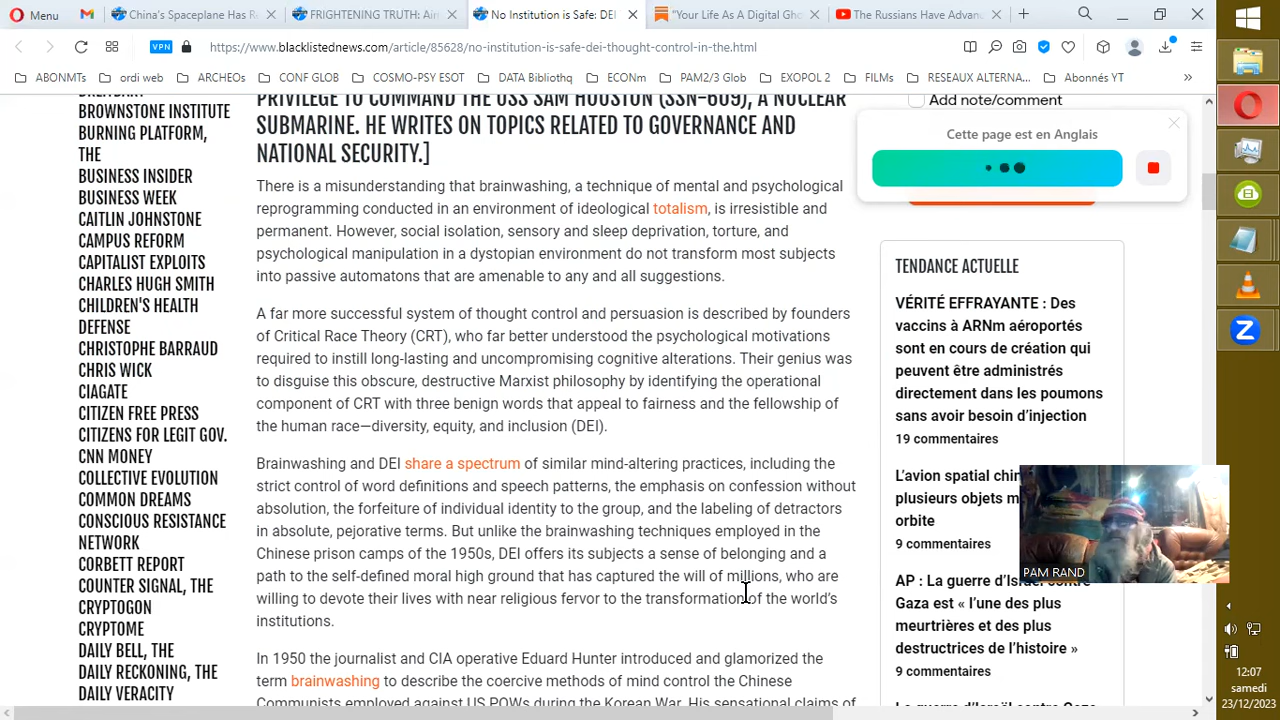 Menu
China's Spaceplane Has R
FRIGHTENING TRUTH: Air
No Institution is Safe: DEI
"Your Life As A Digital Gho
The Russians Have Advan
VPN
https://www.blacklistednews.com/article/85628/no-institution-is-safe-dei-thought-control-in-the.html
ABONNMTs
ordi web
ARCHEOs
CONF GLOB
COSMO-PSY ESOT
DATA Bibliothq
ECONm
PAM2/3 Glob
EXOPOL 2
FILMs
RESEAUX ALTERNA...
Abonnés YT
»
BROWNSTONE INSTITUTE
BURNING PLATFORM,
THE
BUSINESS INSIDER
BUSINESS WEEK
CAITLIN JOHNSTONE
CAMPUS REFORM
CAPITALIST EXPLOITS
CHARLES HUGH SMITH
CHILDREN'S HEALTH
DEFENSE
CHRISTOPHE BARRAUD
CHRIS WICK
CIAGATE
CITIZEN FREE PRESS
CITIZENS FOR LEGIT GOV.
CNN MONEY
COLLECTIVE EVOLUTION
COMMON DREAMS
CONSCIOUS RESISTANCE
NETWORK
CORBETT REPORT
COUNTER SIGNAL, THE
CRYPTOGON
CRYPTOME
DAILY BELL, THE
DAILY RECKONING, THE
DAILY VERACITY
PRIVILEGE TO COMMAND THE USS SAM HOUSTON (SSN-609), A NUCLEAR
SUBMARINE. HE WRITES ON TOPICS RELATED TO GOVERNANCE AND
NATIONAL SECURITY.]
There is a misunderstanding that brainwashing, a technique of mental and psychological
reprogramming conducted in an environment of ideological totalism, is irresistible and
permanent. However, social isolation, sensory and sleep deprivation, torture, and
psychological manipulation in a dystopian environment do not transform most subjects
into passive automatons that are amenable to any and all suggestions.
A far more successful system of thought control and persuasion is described by founders
of Critical Race Theory (CRT), who far better understood the psychological motivations
required to instill long-lasting and uncompromising cognitive alterations. Their genius was
to disguise this obscure, destructive Marxist philosophy by identifying the operational
component of CRT with three benign words that appeal to fairness and the fellowship of
the human race—diversity, equity, and inclusion (DEI).
Brainwashing and DEI share a spectrum of similar mind-altering practices, including the
strict control of word definitions and speech patterns, the emphasis on confession without
absolution, the forfeiture of individual identity to the group, and the labeling of detractors
in absolute, pejorative terms. But unlike the brainwashing techniques employed in the
Chinese prison camps of the 1950s, DEI offers its subjects a sense of belonging and a
path to the self-defined moral high ground that has captured the will of millions, who are
willing to devote their lives with near religious fervor to the transformation of the world's
institutions.
In 1950 the journalist and CIA operative Eduard Hunter introduced and glamorized the
term brainwashing to describe the coercive methods of mind control the Chinese
Communists employed against US POWs during the Korean War. His sensational claims of
Add note/comment
Cette page est en Anglais
TENDANCE ACTUELLE
VÉRITÉ EFFRAYANTE : Des
vaccins à ARNm aéroportés
sont en cours de création qui
peuvent être administrés
directement dans les poumons
sans avoir besoin d'injection
19 commentaires
L'avion spatial chin
plusieurs objets m
orbite
9 commentaires
PAM RAND
AP : La guerre d'Israël contre
Gaza est « l'une des plus
meurtrières et des plus
destructrices de l'histoire »
9 commentaires
12:07
samedi
23/12/2023